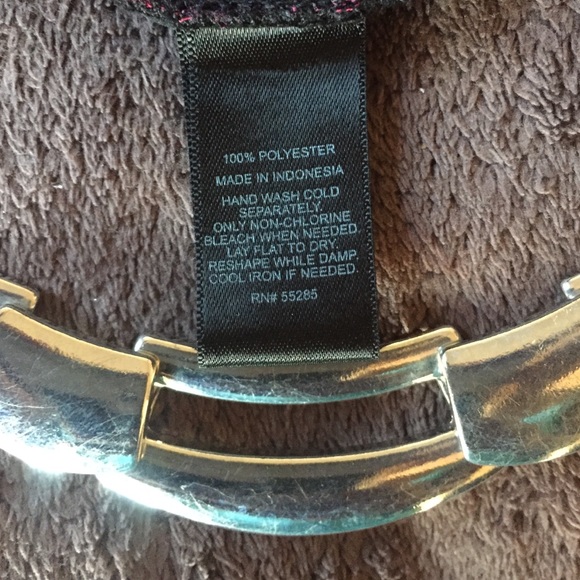 100% POLYESTER
MADE IN INDONESIA
HAND WASH COLD
SEPARATELY.
ONLY NON-CHLORINE
BLEACH WHEN NEEDED.
LAY FLAT TO DRY.
RESHAPE WHILE DAMP.
COOL IRON IF NEEDED.
RN# 55285